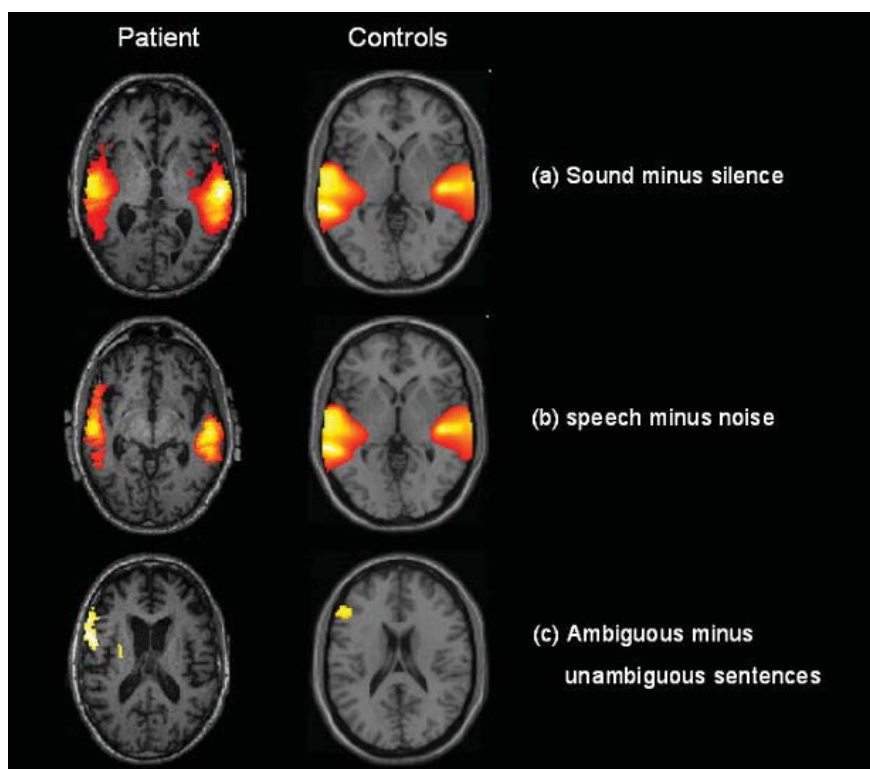 Patient Controls
(a) Sound minus silence
(b) speech minus noise
(c) Ambiguous minus
unambiguous sentences